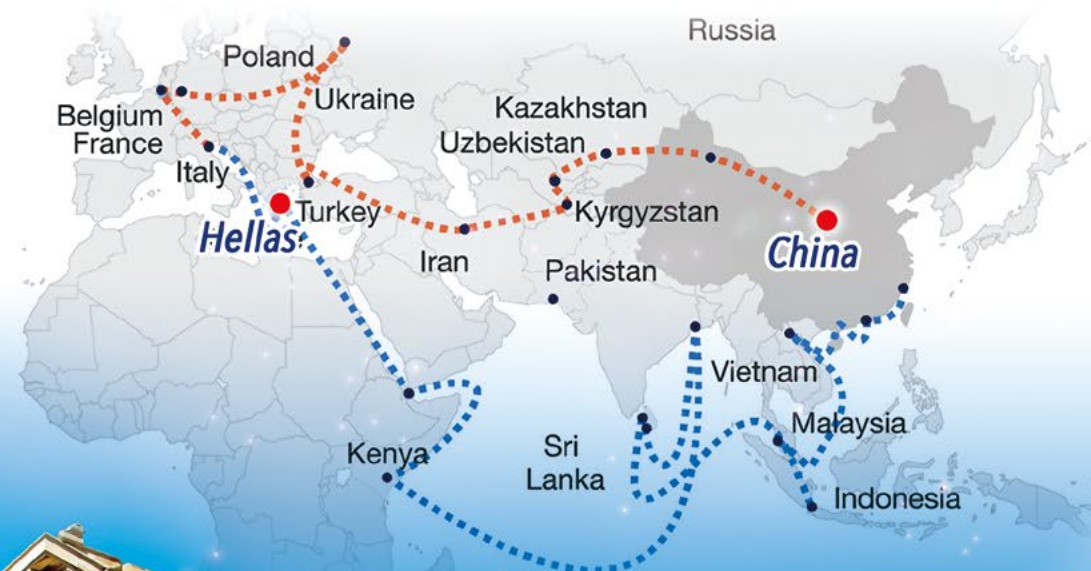 Russia
Poland
Ukraine
Belgium
France
Kazakhstan
Uzbekistan
Italy
Turkey
Kyrgyzstan
Hellas
China
Iran
Pakistan
Vietnam
Malaysia
Kenya
Sri
Lanka
Indonesia